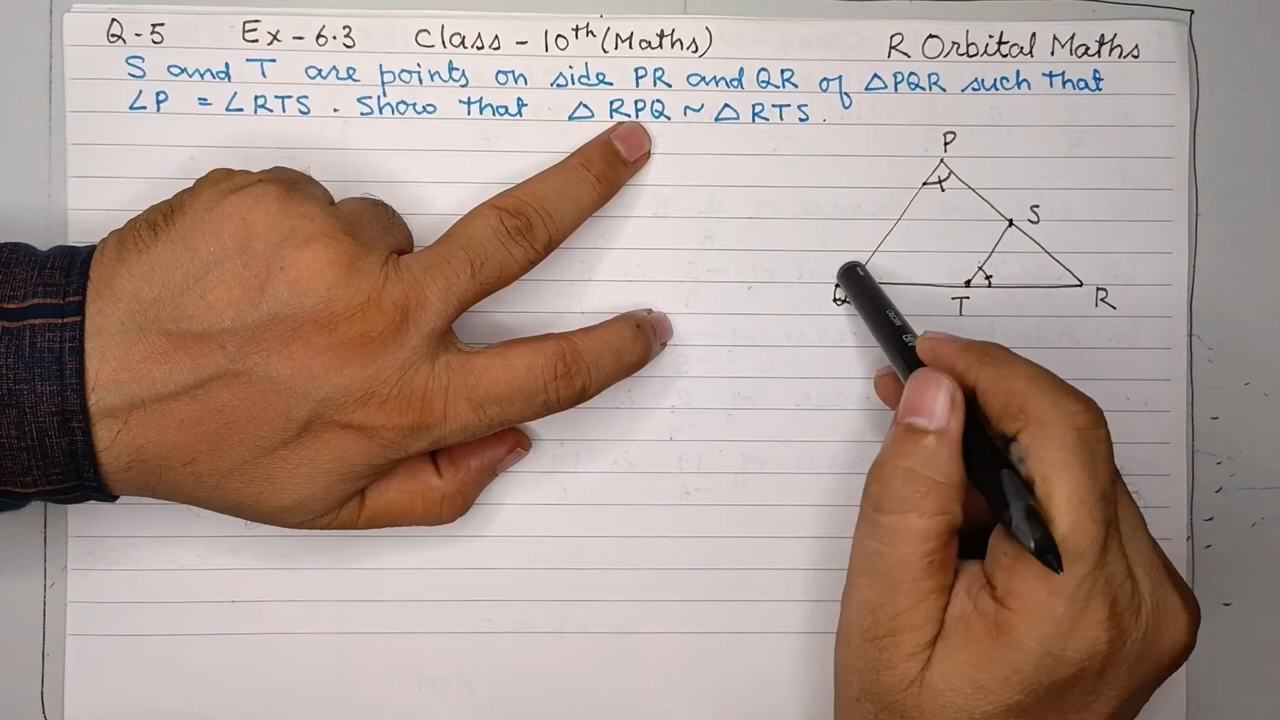 Q-5 Ex-6.3 Class-10th (Maths) R Orbital Maths
S and T are points on side PR and QR of △PQR such that
∠P = ∠RTS. Show that △RPQ ~ △RTS.
P
S
Q T R